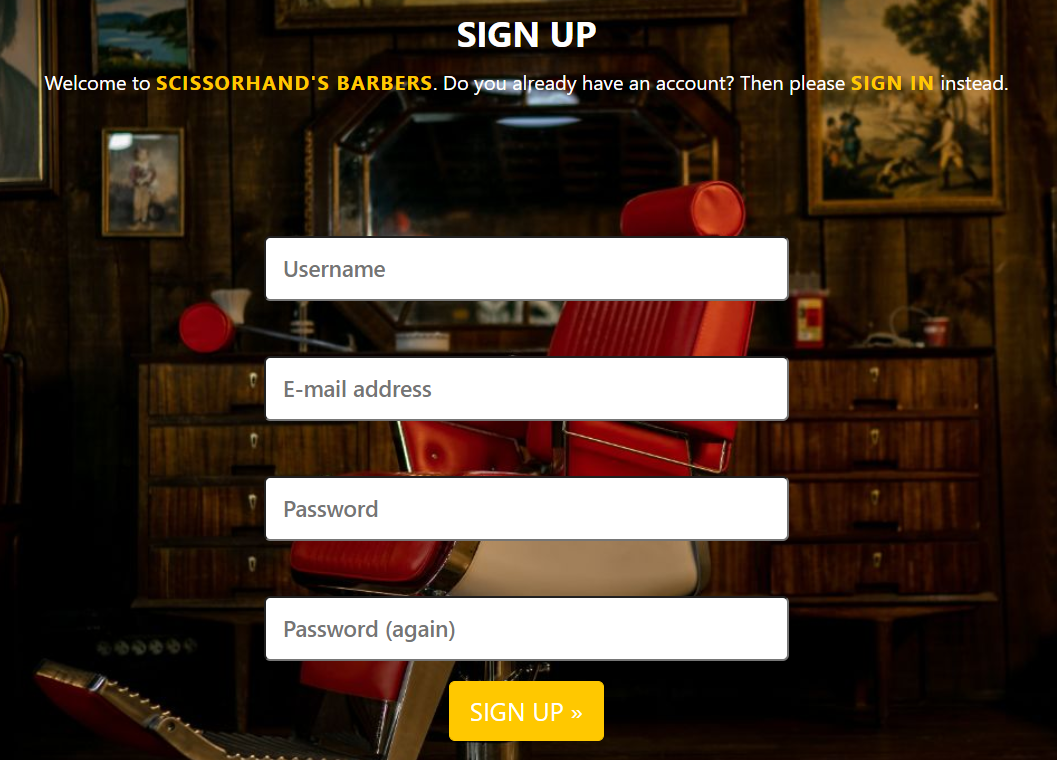 SIGN UP
Welcome to SCISSORHAND'S BARBERS. Do you already have an account? Then please SIGN IN instead.
Username
E-mail address
Password
Password (again)
SIGN UP »